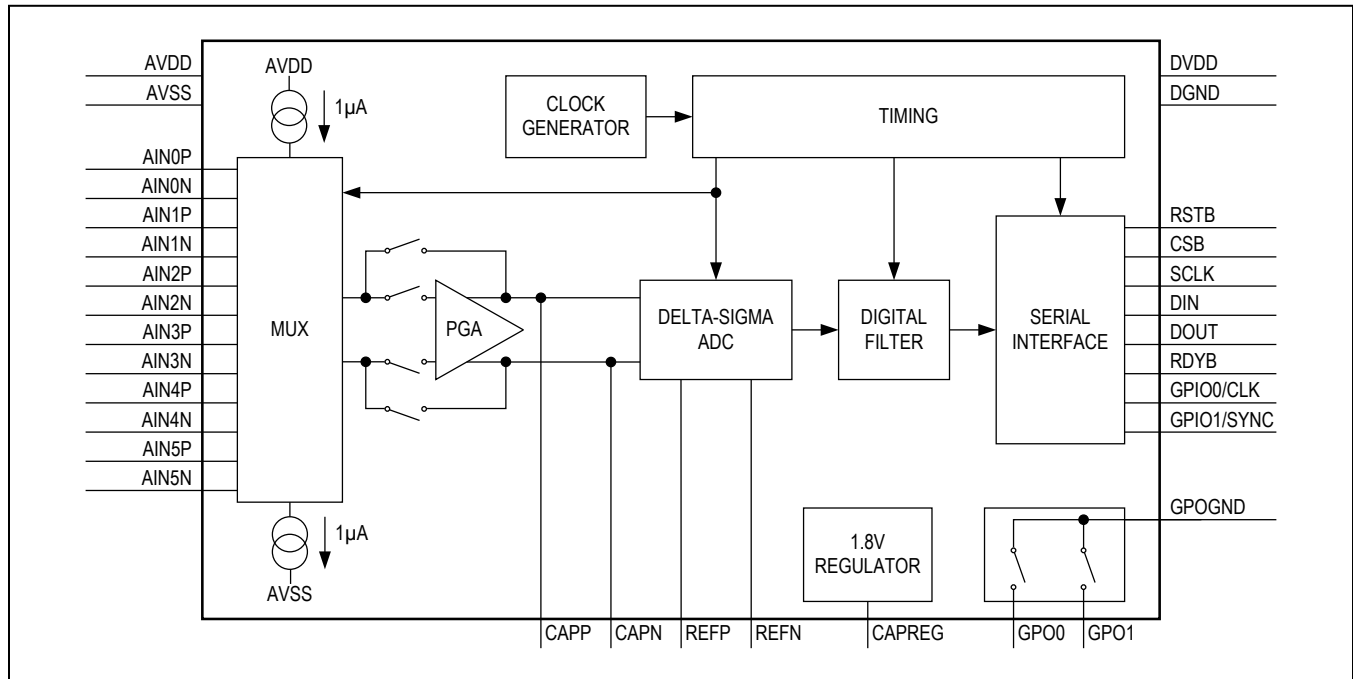 AVDD
AVSS
AIN0P
AIN0N
AIN1P
AIN1N
AIN2P
AIN2N
AIN3P
AIN3N
AIN4P
AIN4N
AIN5P
AIN5N
AVDD
1µA
MUX
1µA
AVSS
CLOCK
GENERATOR
TIMING
PGA
DELTA-SIGMA
ADC
DIGITAL
FILTER
SERIAL
INTERFACE
1.8V
REGULATOR
DVDD
DGND
RSTB
CSB
SCLK
DIN
DOUT
RDYB
GPIO0/CLK
GPIO1/SYNC
GPOGND
CAPP
CAPN
REFP
REFN
CAPREG
GPO0
GPO1